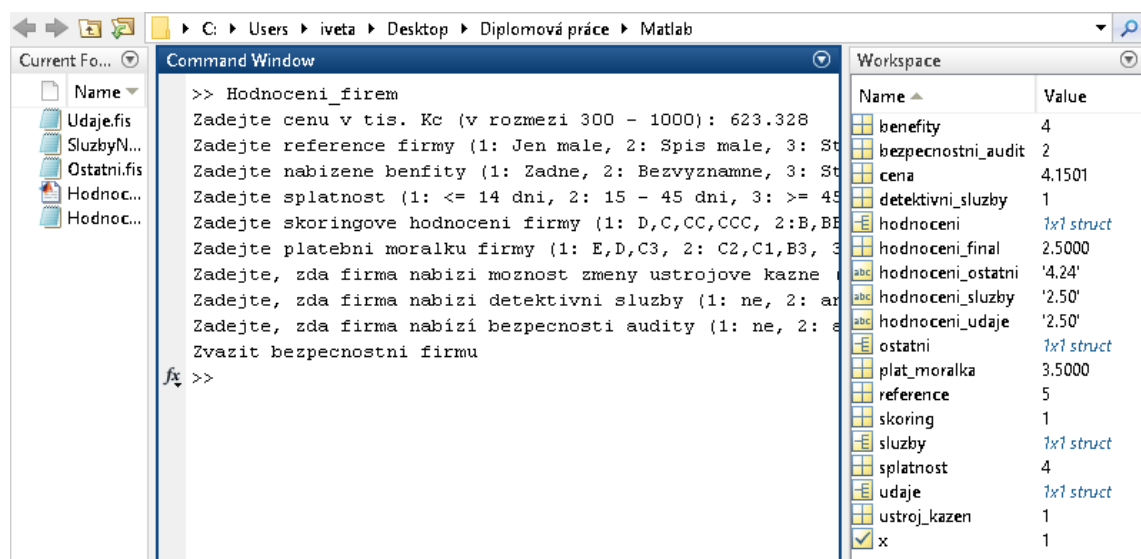 C: Users iveta Desktop Diplomová práce Matlab
Current Fo...
Name
Udaje.fis
SluzbyN...
Ostatni.fis
Hodnoc...
Hodnoc...
Command Window
>> Hodnoceni_firem
Zadejte cenu v tis. Kc (v rozmezi 300 - 1000): 623.328
Zadejte reference firmy (1: Jen male, 2: Spis male, 3: St
Zadejte nabizene benfity (1: Zadne, 2: Bezvyznamne, 3: St
Zadejte splatnost (1: <= 14 dni, 2: 15 - 45 dni, 3: >= 45
Zadejte skoringove hodnoceni firmy (1: D,C,CC,CCC, 2:B,BB
Zadejte platebni moralku firmy (1: E,D,C3, 2: C2,C1,B3, 3
Zadejte, zda firma nabizi moznost zmeny ustrojove kazne (
Zadejte, zda firma nabizi detektivni sluzby (1: ne, 2: an
Zadejte, zda firma nabízí bezpecnosti audity (1: ne, 2: a
Zvazit bezpecnostni firmu
fx >>
Workspace
Name Value
benefity 4
bezpecnostni_audit 2
cena 4.1501
detektivni_sluzby 1
hodnoceni 1x1 struct
hodnoceni_final 2.5000
hodnoceni_ostatni '4.24'
hodnoceni_sluzby '2.50'
hodnoceni_udaje '2.50'
ostatni 1x1 struct
plat_moralka 3.5000
reference 5
skoring 1
sluzby 1x1 struct
splatnost 4
udaje 1x1 struct
ustroj_kazen 1
x 1